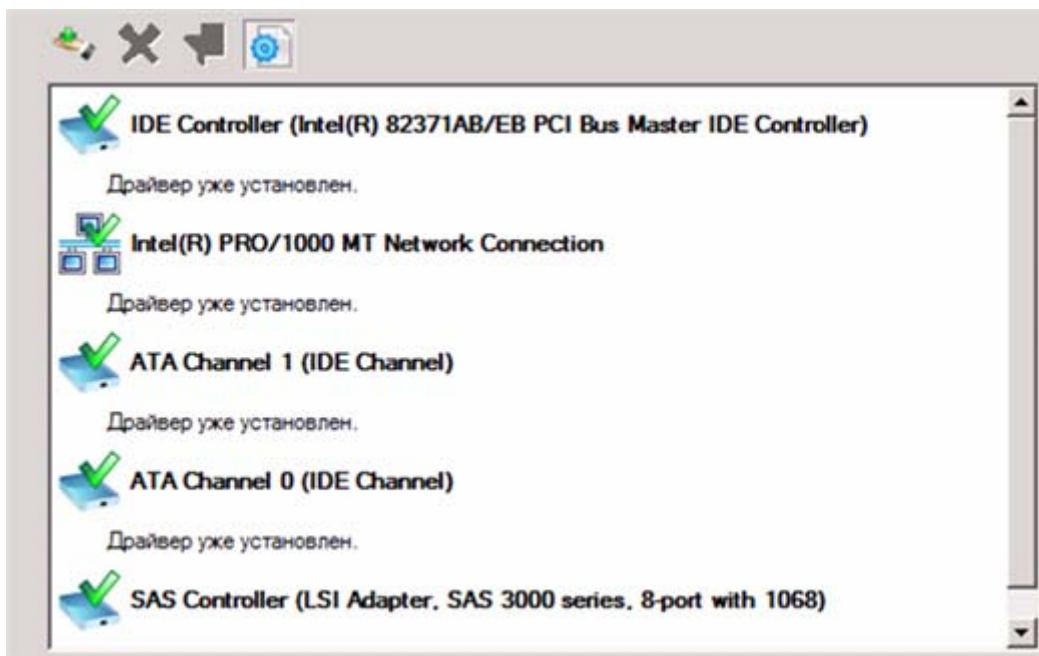 IDE Controller (Intel(R) 82371AB/EB PCI Bus Master IDE Controller)
Драйвер уже установлен.
Intel(R) PRO/1000 MT Network Connection
Драйвер уже установлен.
ATA Channel 1 (IDE Channel)
Драйвер уже установлен.
ATA Channel 0 (IDE Channel)
Драйвер уже установлен.
SAS Controller (LSI Adapter, SAS 3000 series, 8-port with 1068)